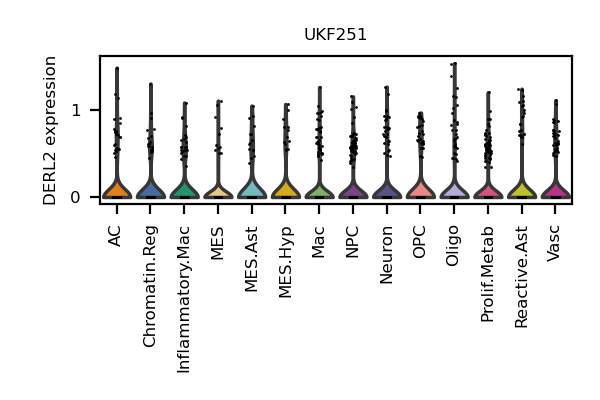 UKF251
DERL2 expression
1
0
AC
Chromatin.Reg
Inflammatory.Mac
MES
MES.Ast
MES.Hyp
Mac
NPC
Neuron
OPC
Oligo
Prolif.Metab
Reactive.Ast
Vasc